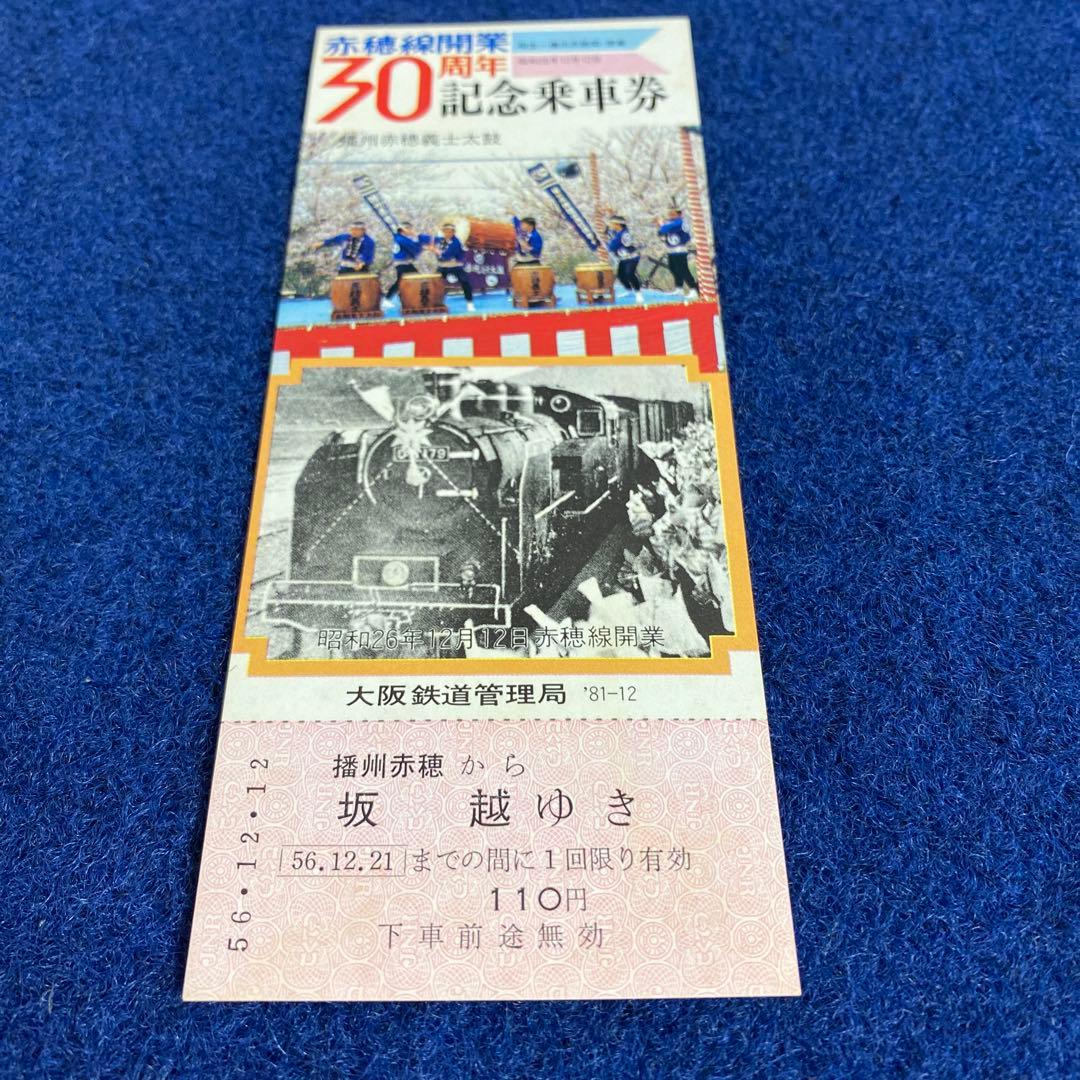 赤穂線開業
30周年
記念乗車券
播州赤穂義士太鼓
昭和26年12月12日赤穂線開業
大阪鉄道管理局 '81-12
56・12・12
播州赤穂から
坂越ゆき
56.12.21までの間に1回限り有効
110円
下車前途無効